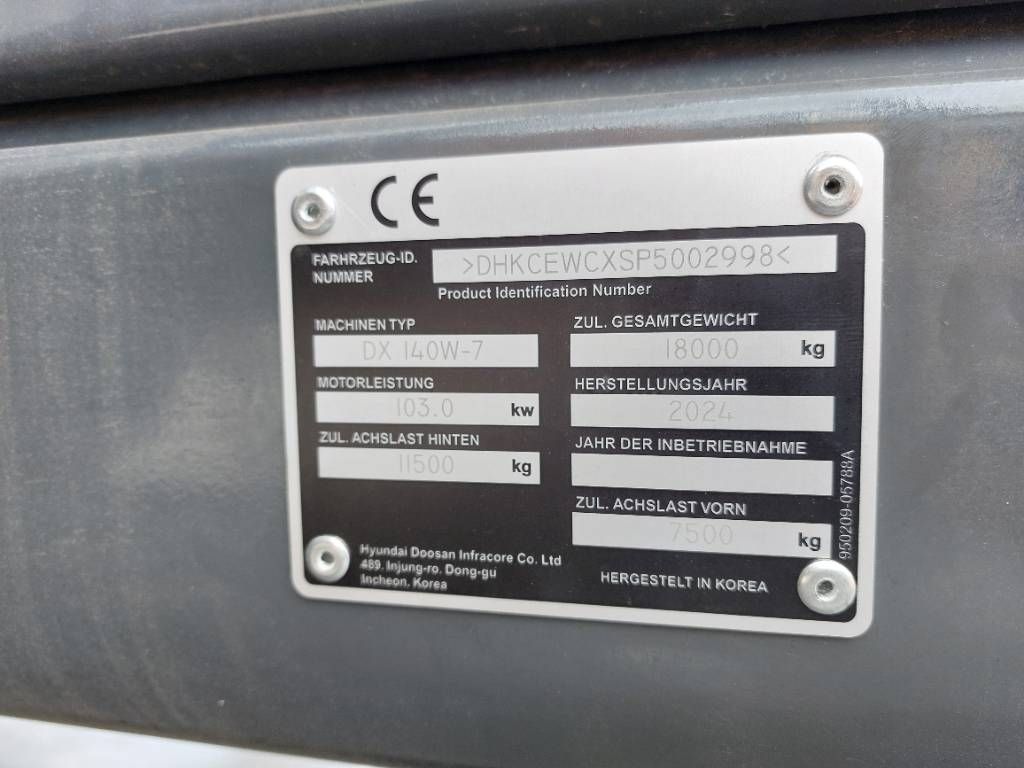 CE
FARHRZEUG-ID.
NUMMER
>DHKCEWCXSP5002998<
Product Identification Number
MACHINEN TYP
DX 140W-7
MOTORLEISTUNG
103.0 kw
ZUL. ACHSLAST HINTEN
11500 kg
ZUL. GESAMTGEWICHT
18000 kg
HERSTELLUNGSJAHR
2024
JAHR DER INBETRIEBNAHME
ZUL. ACHSLAST VORN
7500 kg
Hyundai Doosan Infracore Co. Ltd
489. Injung-ro. Dong-gu
Incheon. Korea
HERGESTELT IN KOREA
950209-05788A